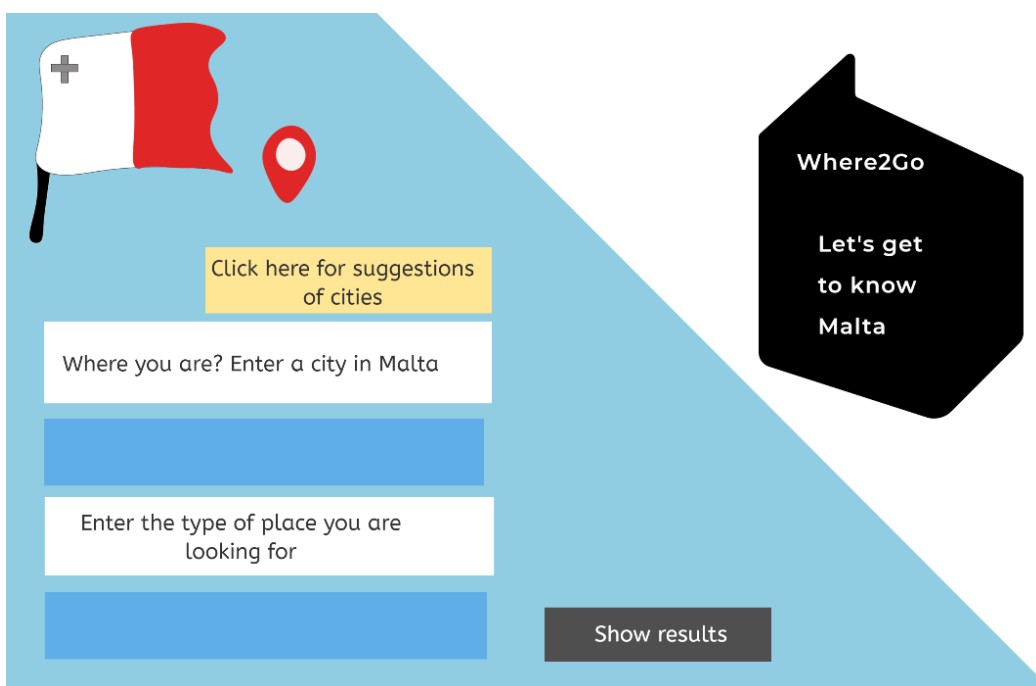 Where2Go
Let's get
to know
Malta
Click here for suggestions
of cities
Where you are? Enter a city in Malta
Enter the type of place you are
looking for
Show results